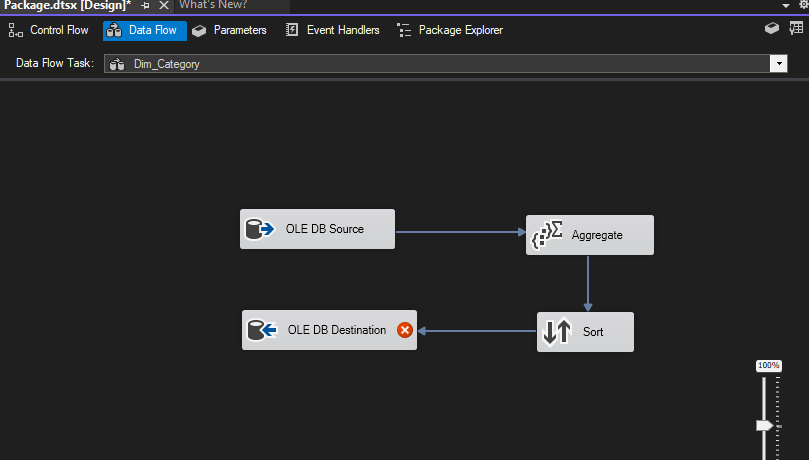 Package.dtsx [Design]* What's New?
Control Flow Data Flow Parameters Event Handlers Package Explorer
Data Flow Task: Dim_Category
OLE DB Source
Aggregate
OLE DB Destination
Sort
100%